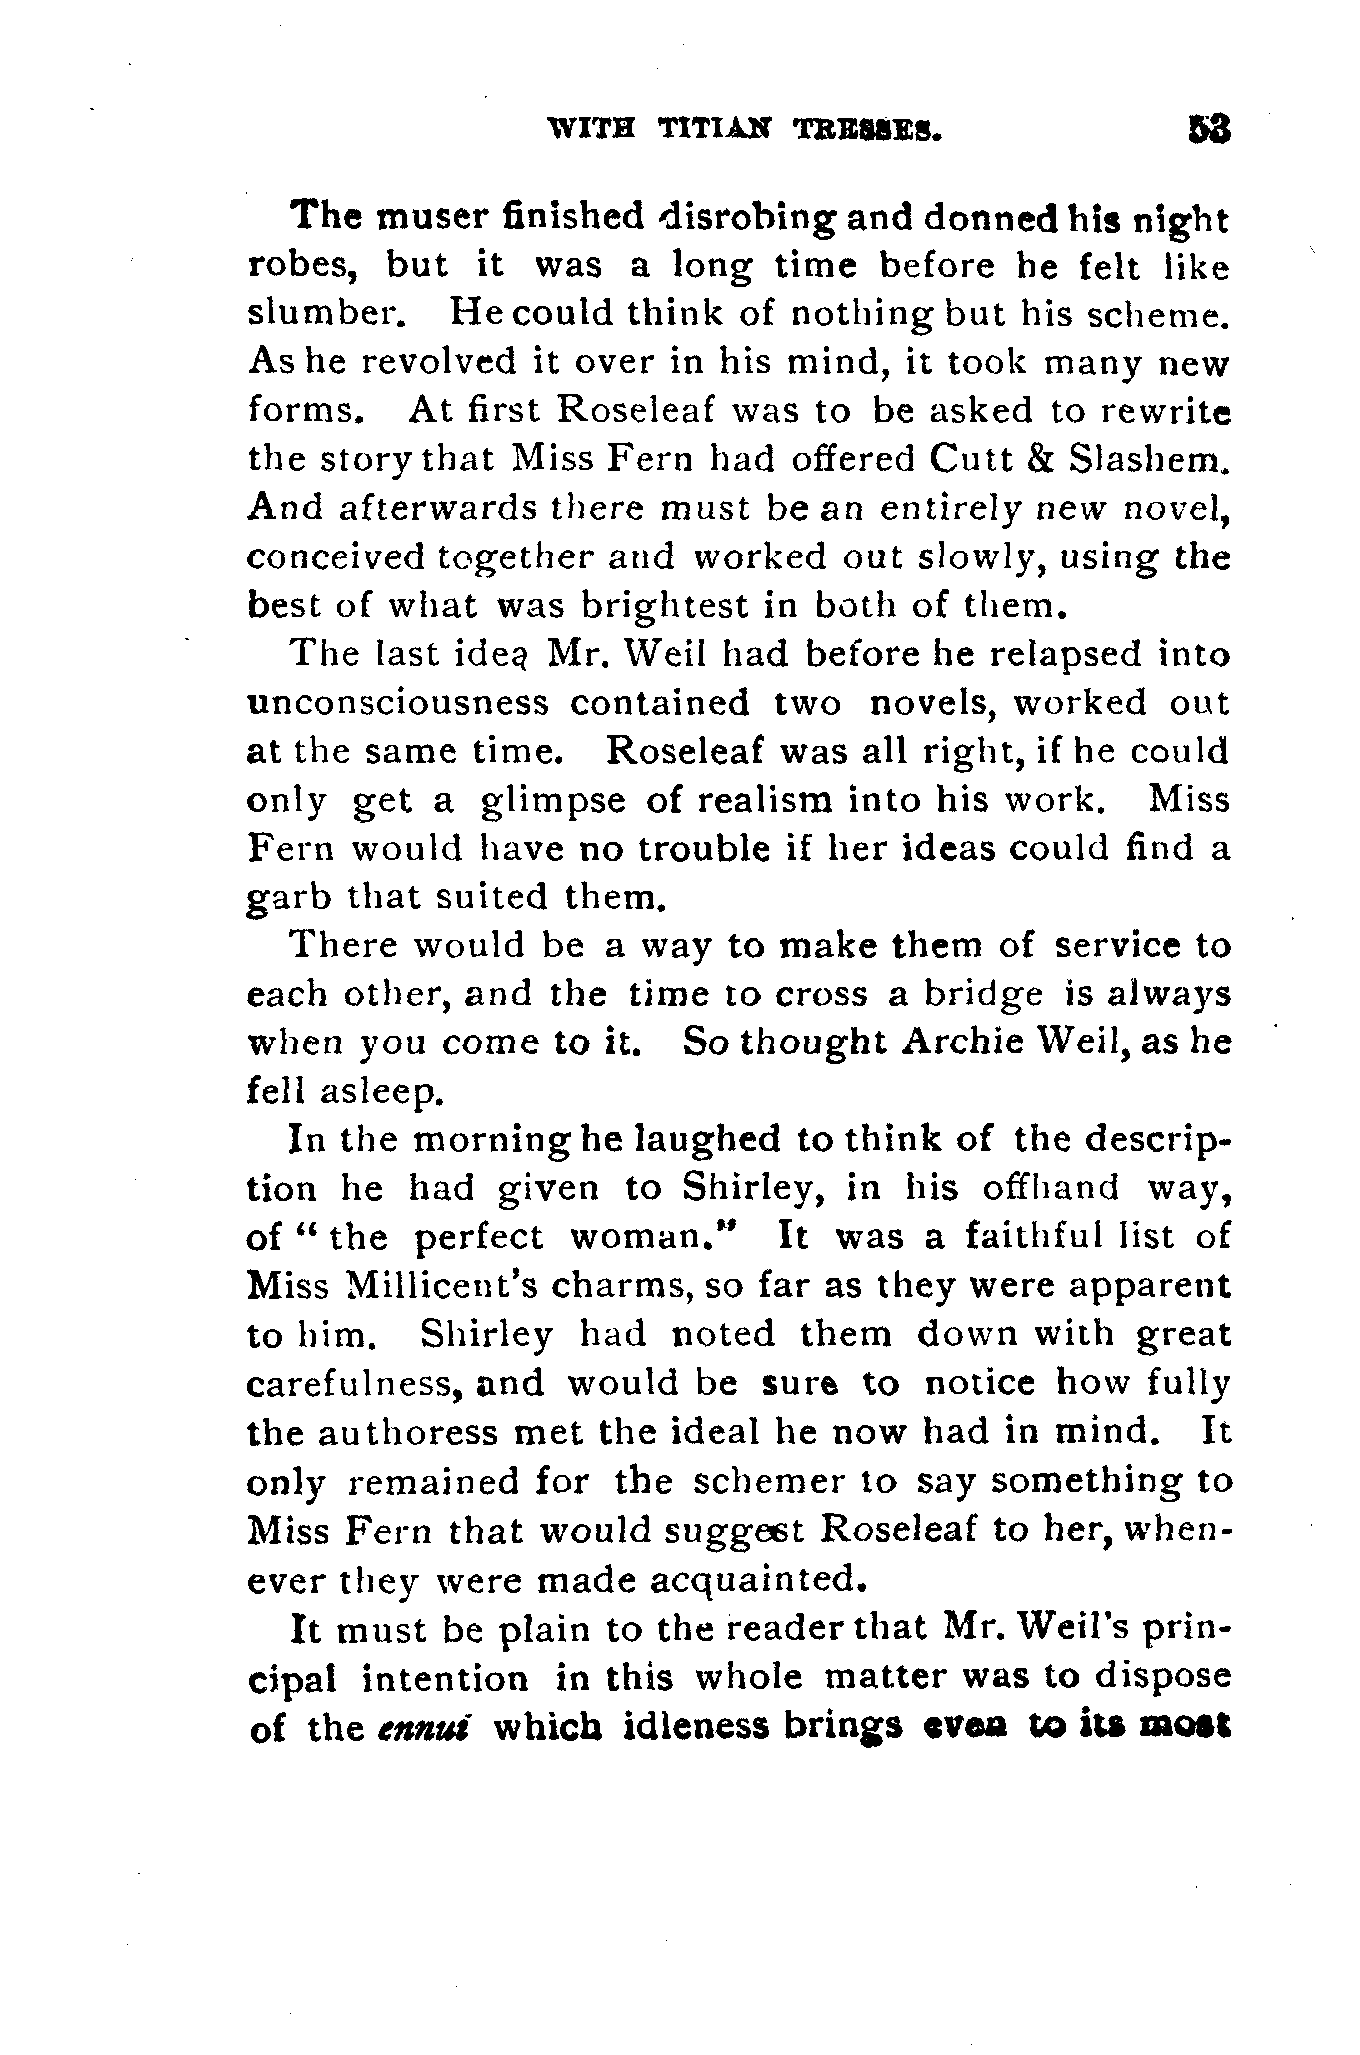 WITH TITIAN TRESSES. 53
The muser finished disrobing and donned his night
robes, but it was a long time before he felt like
slumber. He could think of nothing but his scheme.
As he revolved it over in his mind, it took many new
forms. At first Roseleaf was to be asked to rewrite
the story that Miss Fern had offered Cutt & Slashem.
And afterwards there must be an entirely new novel,
conceived together and worked out slowly, using the
best of what was brightest in both of them.
The last idea Mr. Weil had before he relapsed into
unconsciousness contained two novels, worked out
at the same time. Roseleaf was all right, if he could
only get a glimpse of realism into his work. Miss
Fern would have no trouble if her ideas could find a
garb that suited them.
There would be a way to make them of service to
each other, and the time to cross a bridge is always
when you come to it. So thought Archie Weil, as he
fell asleep.
In the morning he laughed to think of the descrip-
tion he had given to Shirley, in his offhand way,
of “ the perfect woman.” It was a faithful list of
Miss Millicent's charms, so far as they were apparent
to him. Shirley had noted them down with great
carefulness, and would be sure to notice how fully
the authoress met the ideal he now had in mind. It
only remained for the schemer to say something to
Miss Fern that would suggest Roseleaf to her, when-
ever they were made acquainted.
It must be plain to the reader that Mr. Weil's prin-
cipal intention in this whole matter was to dispose
of the ennui which idleness brings even to its most